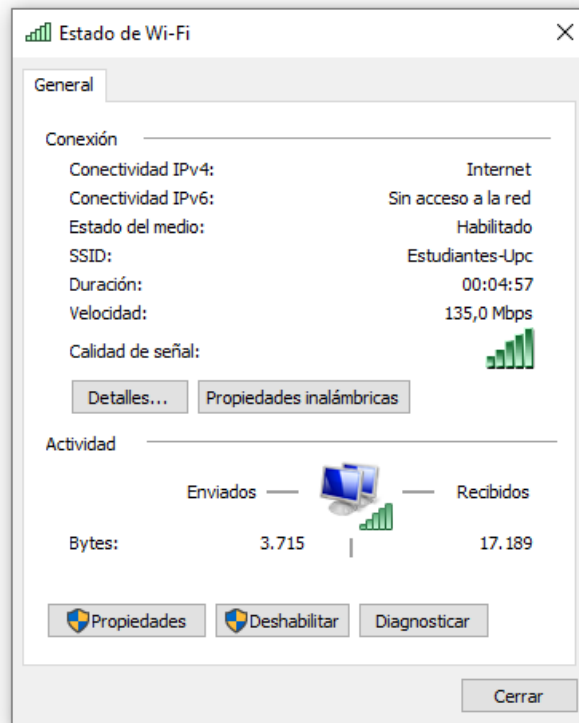 Estado de Wi-Fi
General
Conexión
Conectividad IPv4: Internet
Conectividad IPv6: Sin acceso a la red
Estado del medio: Habilitado
SSID: Estudiantes-Upc
Duración: 00:04:57
Velocidad: 135,0 Mbps
Calidad de señal:
Detalles... Propiedades inalámbricas
Actividad
Enviados Recibidos
Bytes: 3.715 17.189
Propiedades Deshabilitar Diagnosticar
Cerrar